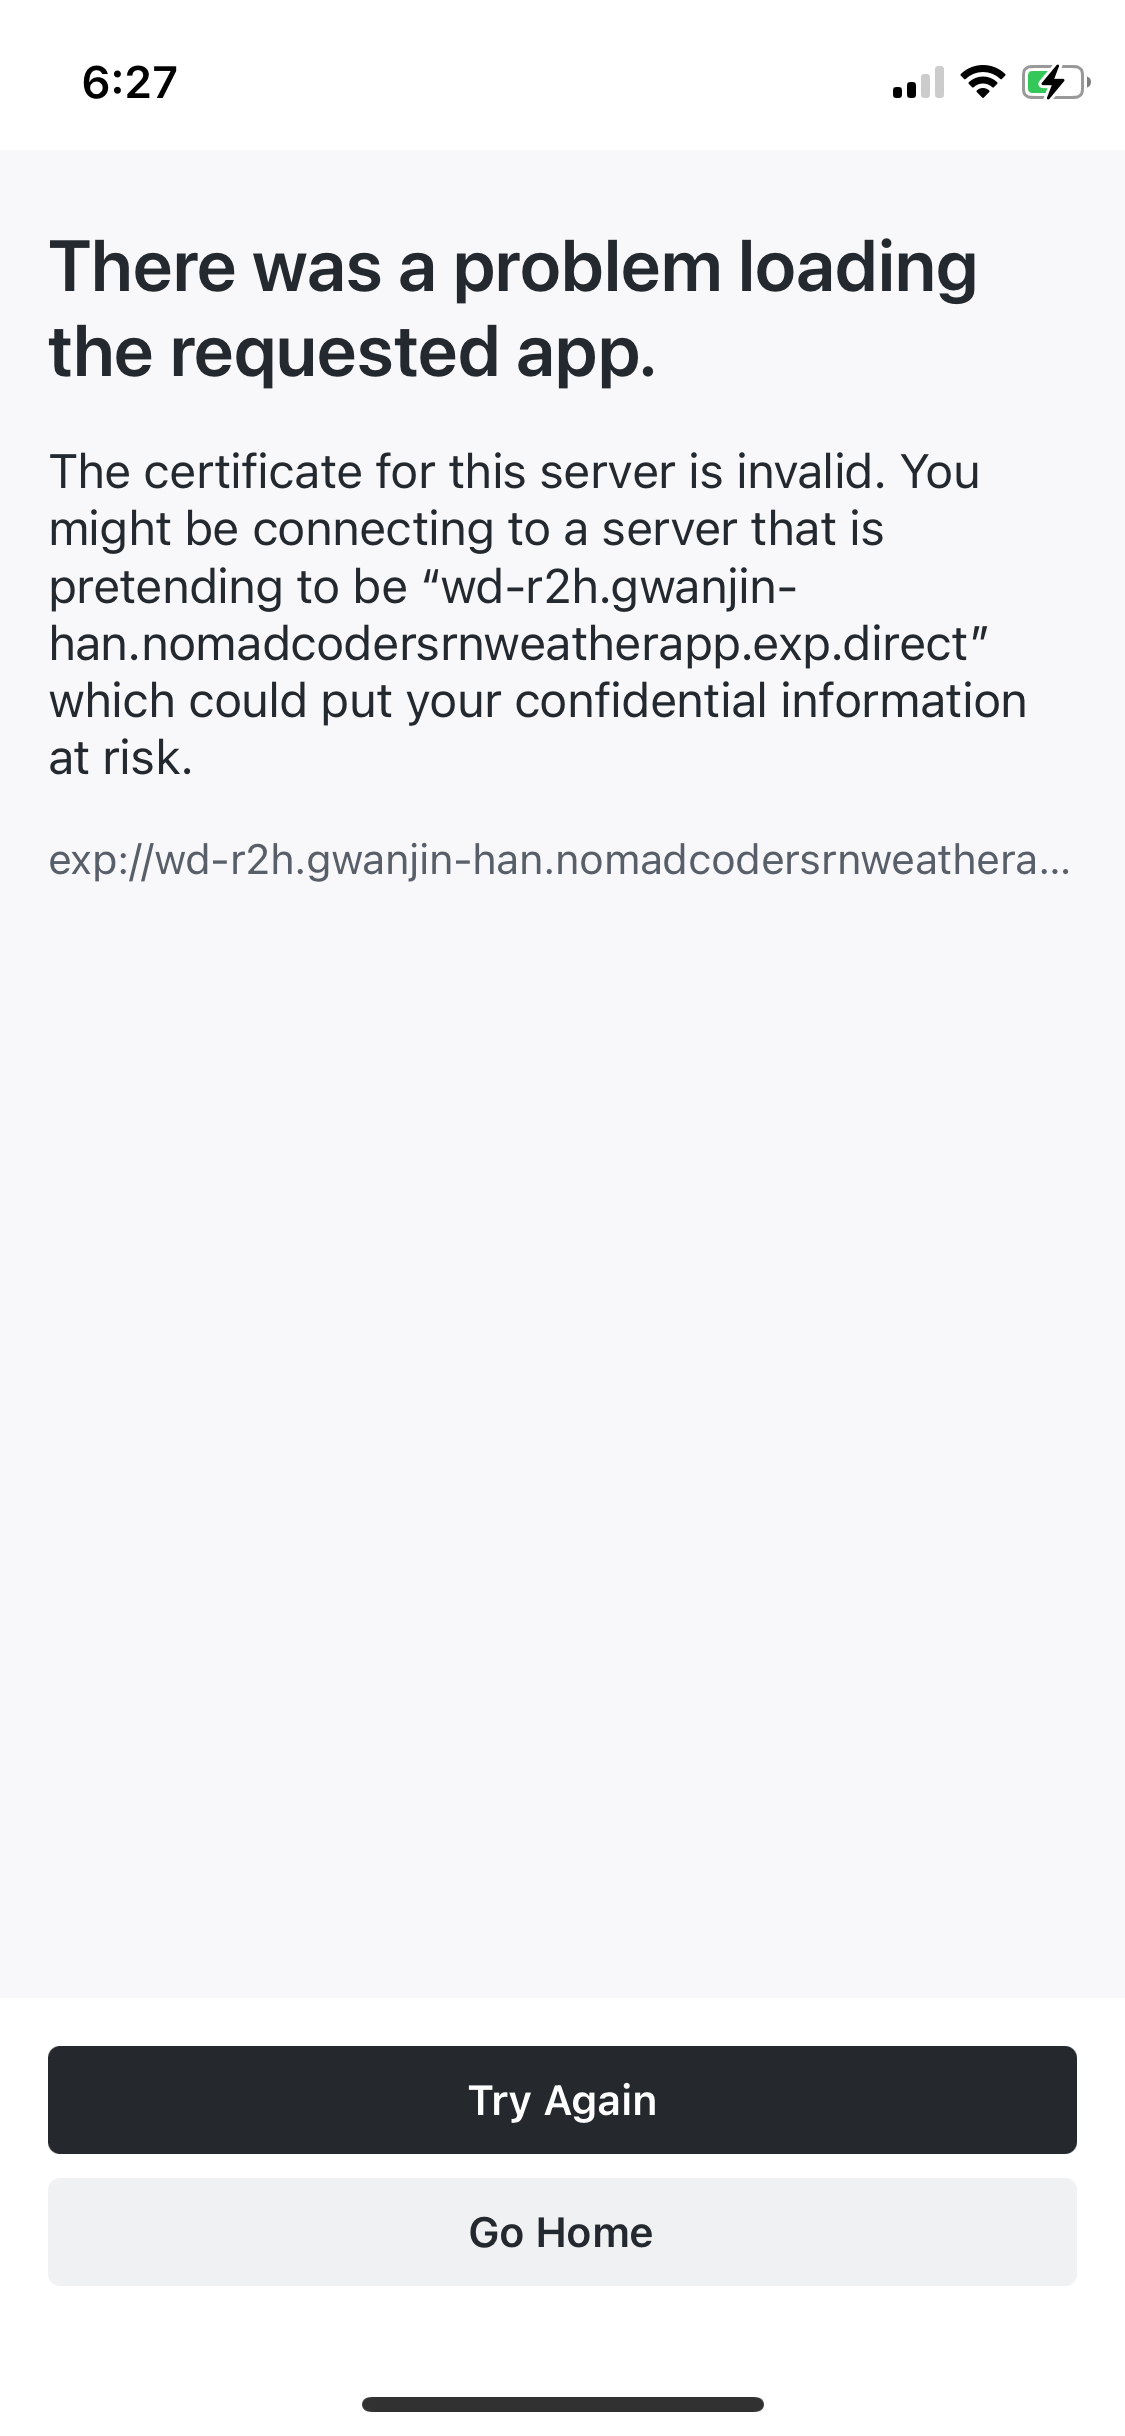 6:27
There was a problem loading
the requested app.
The certificate for this server is invalid. You
might be connecting to a server that is
pretending to be “wd-r2h.gwanjin-
han.nomadcodersrnweatherapp.exp.direct”
which could put your confidential information
at risk.
exp://wd-r2h.gwanjin-han.nomadcodersrnweathera...
Try Again
Go Home